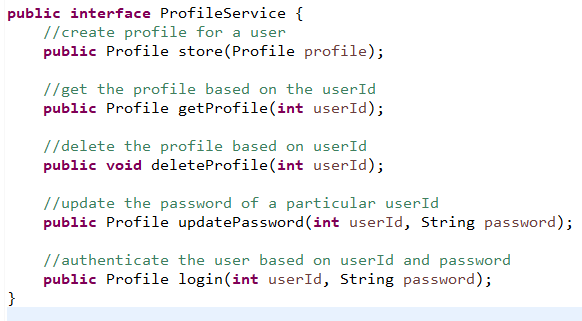 public interface ProfileService {
//create profile for a user
public Profile store(Profile profile);
//get the profile based on the userId
public Profile getProfile(int userId);
//delete the profile based on userId
public void deleteProfile(int userId);
//update the password of a particular userId
public Profile updatePassword(int userId, String password);
//authenticate the user based on userId and password
public Profile login(int userId, String password);
}